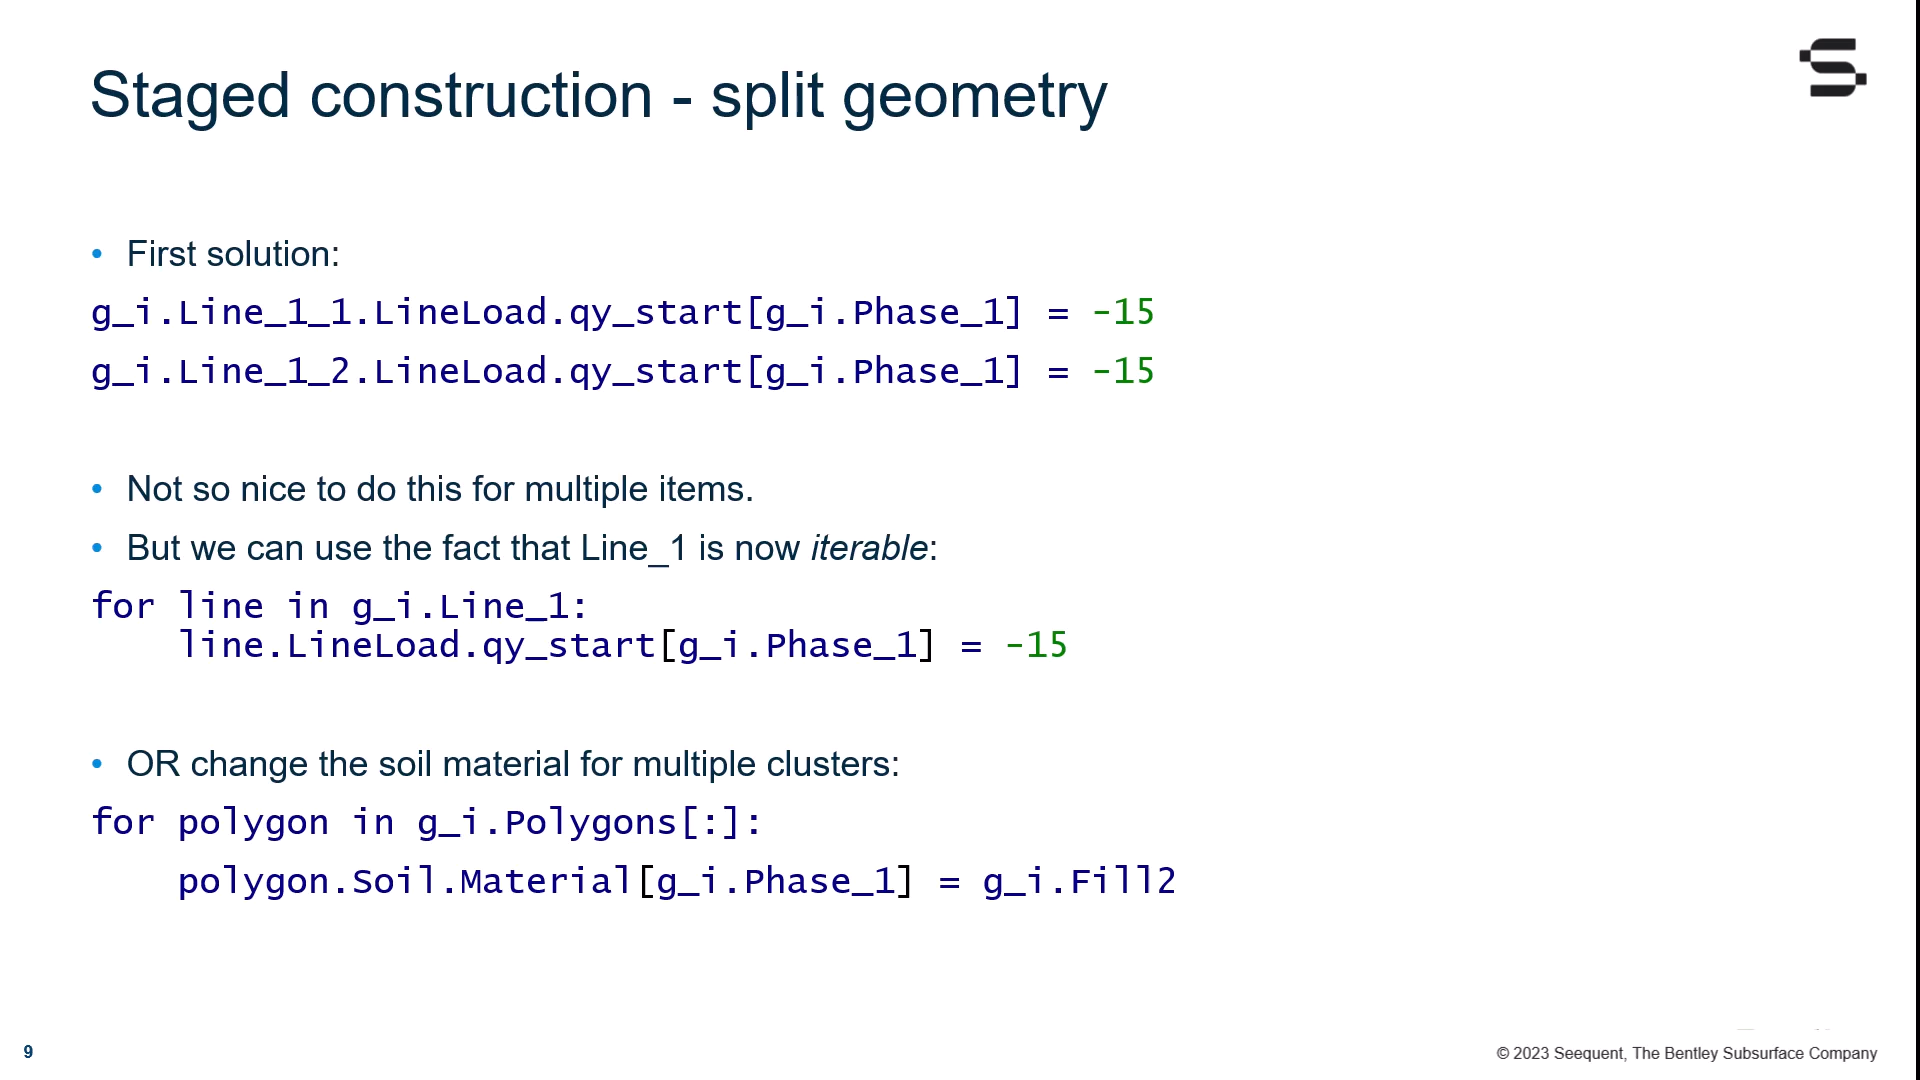 Staged construction - split geometry
• First solution:
g_i.Line_1_1.LineLoad.qy_start[g_i.Phase_1] = -15
g_i.Line_1_2.LineLoad.qy_start[g_i.Phase_1] = -15
• Not so nice to do this for multiple items.
• But we can use the fact that Line_1 is now iterable:
for line in g_i.Line_1:
    line.LineLoad.qy_start[g_i.Phase_1] = -15
• OR change the soil material for multiple clusters:
for polygon in g_i.Polygons[:]:
    polygon.Soil.Material[g_i.Phase_1] = g_i.Fill2
9
© 2023 Seequent, The Bentley Subsurface Company